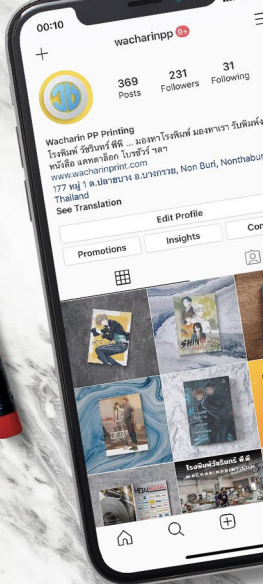 00:10
wacharinpp 9+
369 231 31
Posts Followers Following
Wacharin PP Printing
โรงพิมพ์ วัชรินทร์ พีพี ... มองหาโรงพิมพ์ มองหาเรา รับพิมพ์ง
หนังสือ แคตตาล็อก โบรชัวร์ ฯลฯ
www.wacharinprint.com
177 หมู่ 1 ต.ปลายบาง อ.บางกรวย, Non Buri, Nonthabur
Thailand
See Translation
Edit Profile
Promotions Insights Con
SHIN
โรงพิมพ์วัชรินทร์ พี.พี.
WACHARINPRINT.COM